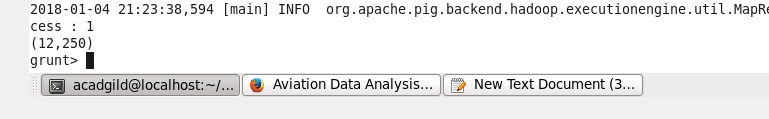 2018-01-04 21:23:38,594 [main] INFO  org.apache.pig.backend.hadoop.executionengine.util.MapRe
cess : 1
(12,250)
grunt>
acadgild@localhost:~/... Aviation Data Analysis... New Text Document (3...